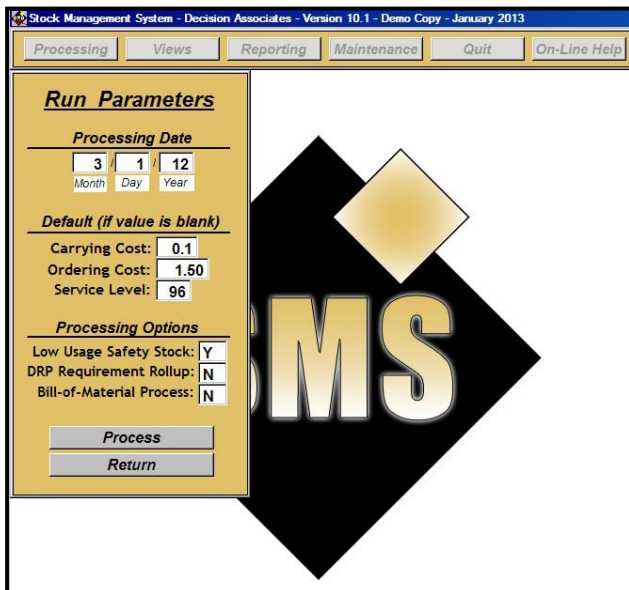 Stock Management System - Decision Associates - Version 10.1 - Demo Copy - January 2013
Processing Views Reporting Maintenance Quit On-Line Help
Run Parameters
Processing Date
3 / 1 / 12
Month Day Year
Default (if value is blank)
Carrying Cost: 0.1
Ordering Cost: 1.50
Service Level: 96
Processing Options
Low Usage Safety Stock: Y
DRP Requirement Rollup: N
Bill-of-Material Process: N
Process
Return
SMS